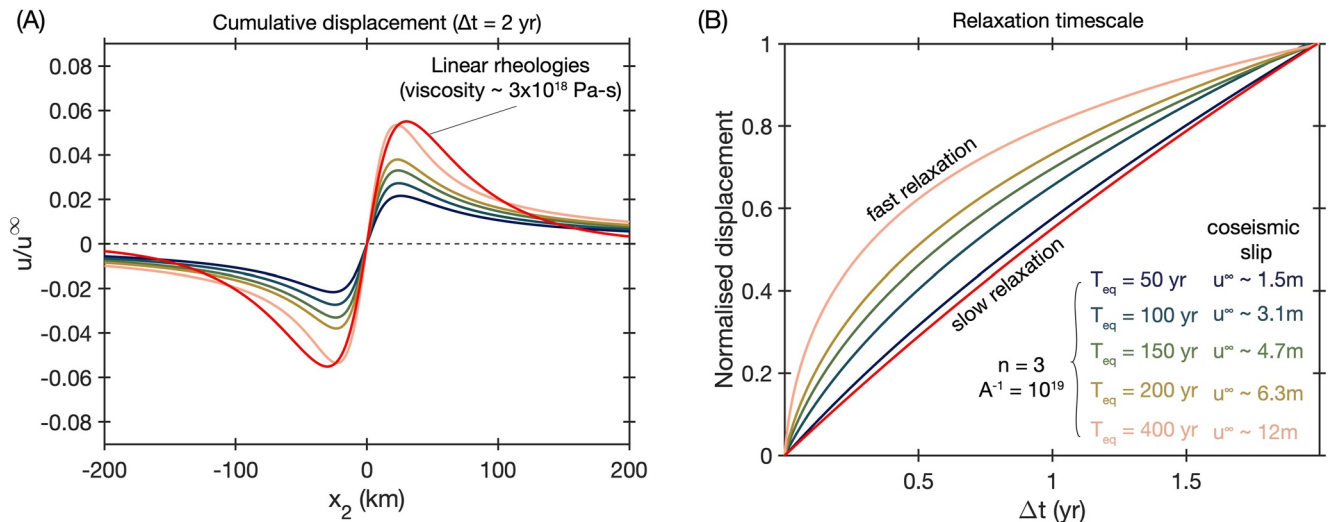 (A)
Cumulative displacement (Δt = 2 yr)
Linear rheologies
(viscosity ~ 3x10¹⁸ Pa-s)
u/u^∞
0.08
0.06
0.04
0.02
0
-0.02
-0.04
-0.06
-0.08
-200
-100
0
100
200
x₂ (km)
(B)
Relaxation timescale
Normalised displacement
1
0.8
0.6
0.4
0.2
0
0.5
1
1.5
Δt (yr)
fast relaxation
slow relaxation
coseismic
slip
T_eq = 50 yr u^∞ ~ 1.5m
T_eq = 100 yr u^∞ ~ 3.1m
T_eq = 150 yr u^∞ ~ 4.7m
T_eq = 200 yr u^∞ ~ 6.3m
T_eq = 400 yr u^∞ ~ 12m
n = 3
A⁻¹ = 10¹⁹